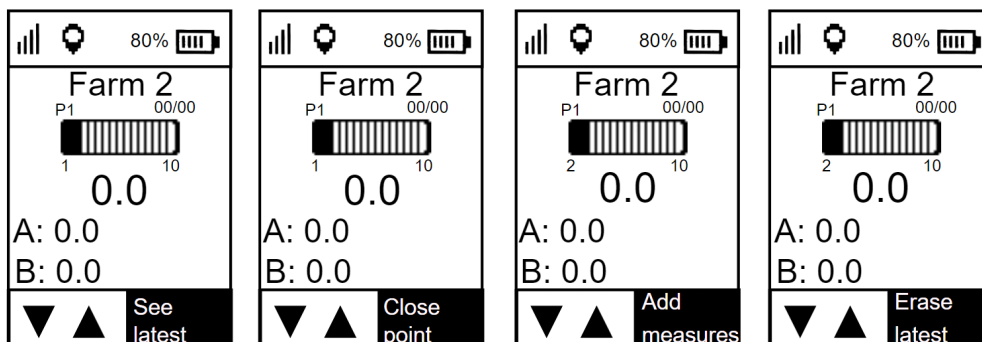 80%
Farm 2
P1 00/00
1 10
0.0
A: 0.0
B: 0.0
See
latest
80%
Farm 2
P1 00/00
1 10
0.0
A: 0.0
B: 0.0
Close
point
80%
Farm 2
P1 00/00
2 10
0.0
A: 0.0
B: 0.0
Add
measures
80%
Farm 2
P1 00/00
2 10
0.0
A: 0.0
B: 0.0
Erase
latest